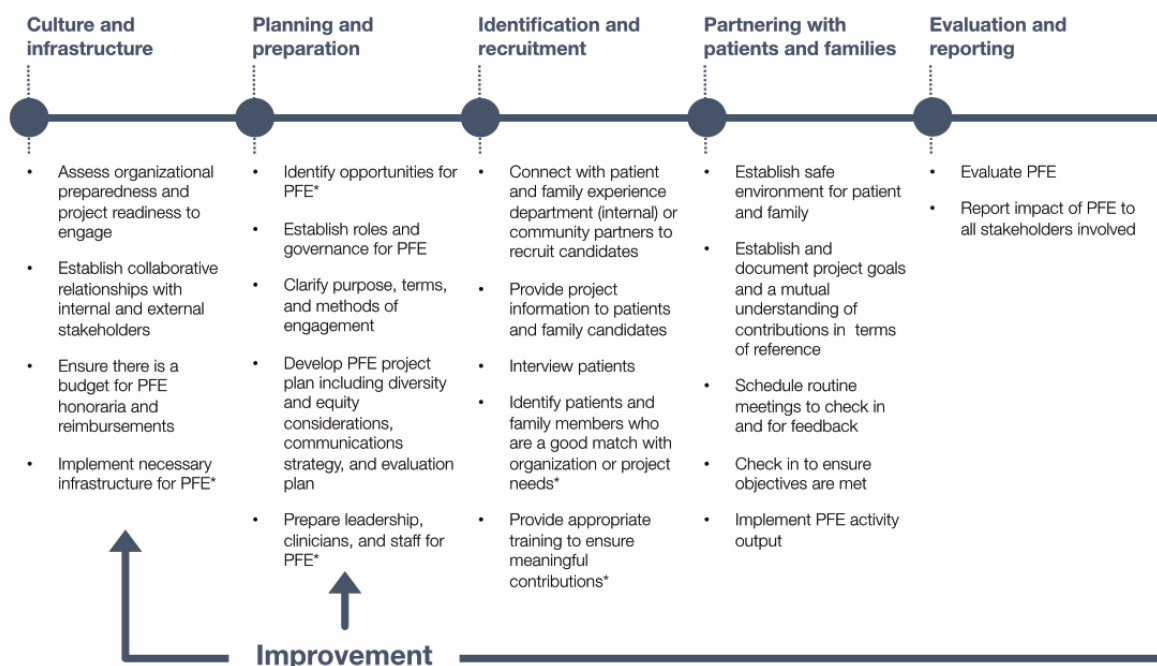 Culture and
infrastructure
Planning and
preparation
Identification and
recruitment
Partnering with
patients and families
Evaluation and
reporting
• Assess organizational
preparedness and
project readiness to
engage
• Establish collaborative
relationships with
internal and external
stakeholders
• Ensure there is a
budget for PFE
honoraria and
reimbursements
• Implement necessary
infrastructure for PFE*
• Identify opportunities for
PFE*
• Establish roles and
governance for PFE
• Clarify purpose, terms,
and methods of
engagement
• Develop PFE project
plan including diversity
and equity
considerations,
communications
strategy, and evaluation
plan
• Prepare leadership,
clinicians, and staff for
PFE*
• Connect with patient
and family experience
department (internal) or
community partners to
recruit candidates
• Provide project
information to patients
and family candidates
• Interview patients
• Identify patients and
family members who
are a good match with
organization or project
needs*
• Provide appropriate
training to ensure
meaningful
contributions*
• Establish safe
environment for patient
and family
• Establish and
document project goals
and a mutual
understanding of
contributions in terms
of reference
• Schedule routine
meetings to check in
and for feedback
• Check in to ensure
objectives are met
• Implement PFE activity
output
• Evaluate PFE
• Report impact of PFE to
all stakeholders involved
Improvement